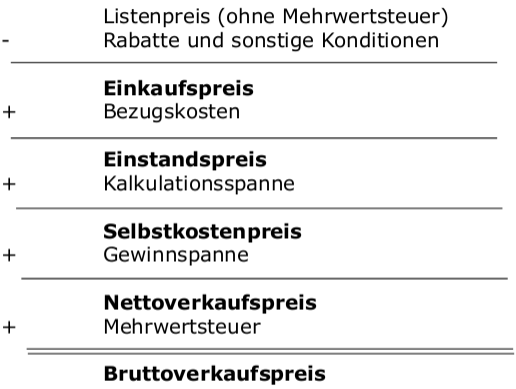 Listenpreis (ohne Mehrwertsteuer)
- Rabatte und sonstige Konditionen
Einkaufspreis
+ Bezugskosten
Einstandspreis
+ Kalkulationsspanne
Selbstkostenpreis
+ Gewinnspanne
Nettoverkaufspreis
+ Mehrwertsteuer
Bruttoverkaufspreis